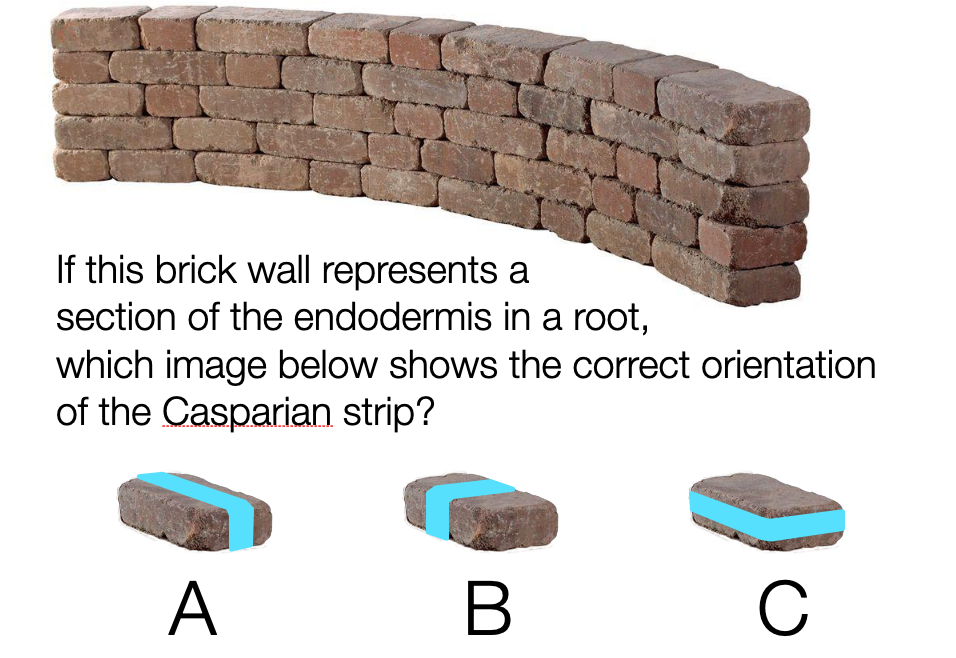 If this brick wall represents a
section of the endodermis in a root,
which image below shows the correct orientation
of the Casparian strip?
A B C